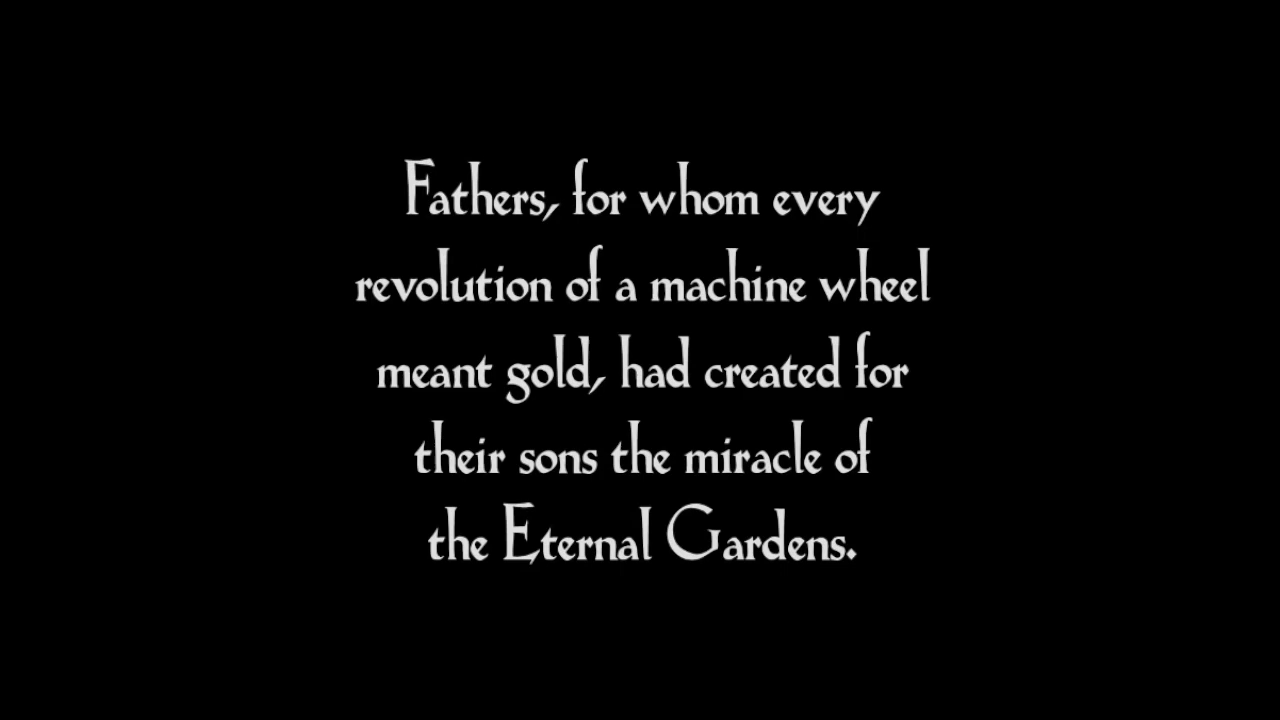 Fathers, for whom every
revolution of a machine wheel
meant gold, had created for
their sons the miracle of
the Eternal Gardens.